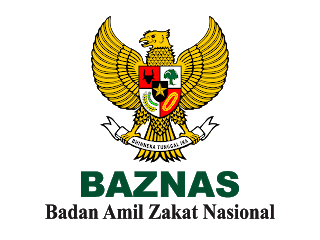 BHINNEKA TUNGGAL IKA
BAZNAS
Badan Amil Zakat Nasional